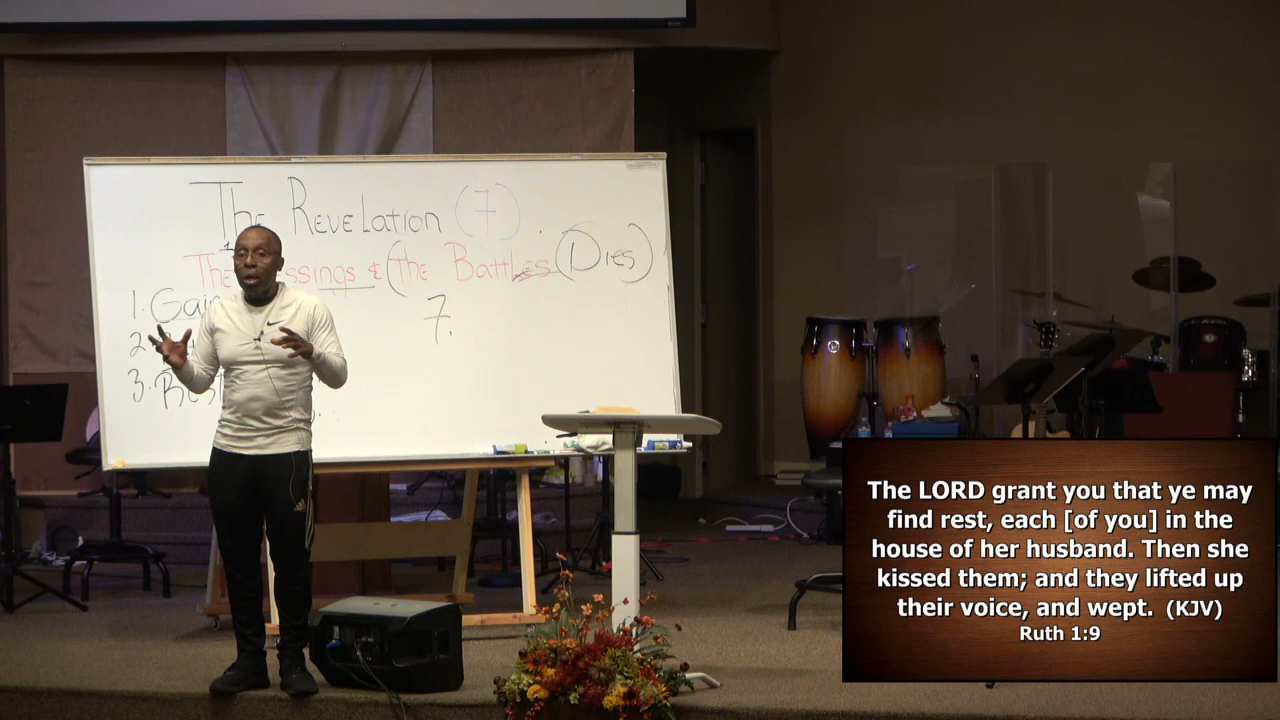 The Revelation (7)
The ssings & (the Battles (Dies)
1. Gai
7.
2
3. Res
The LORD grant you that ye may
find rest, each [of you] in the
house of her husband. Then she
kissed them; and they lifted up
their voice, and wept. (KJV)
Ruth 1:9